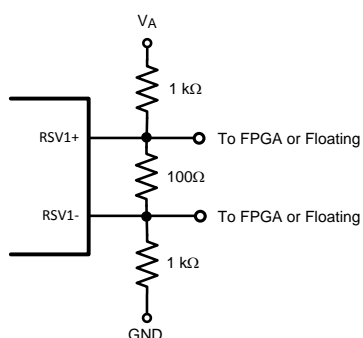 VA
1 kΩ
RSV1+ To FPGA or Floating
100Ω
RSV1- To FPGA or Floating
1 kΩ
GND